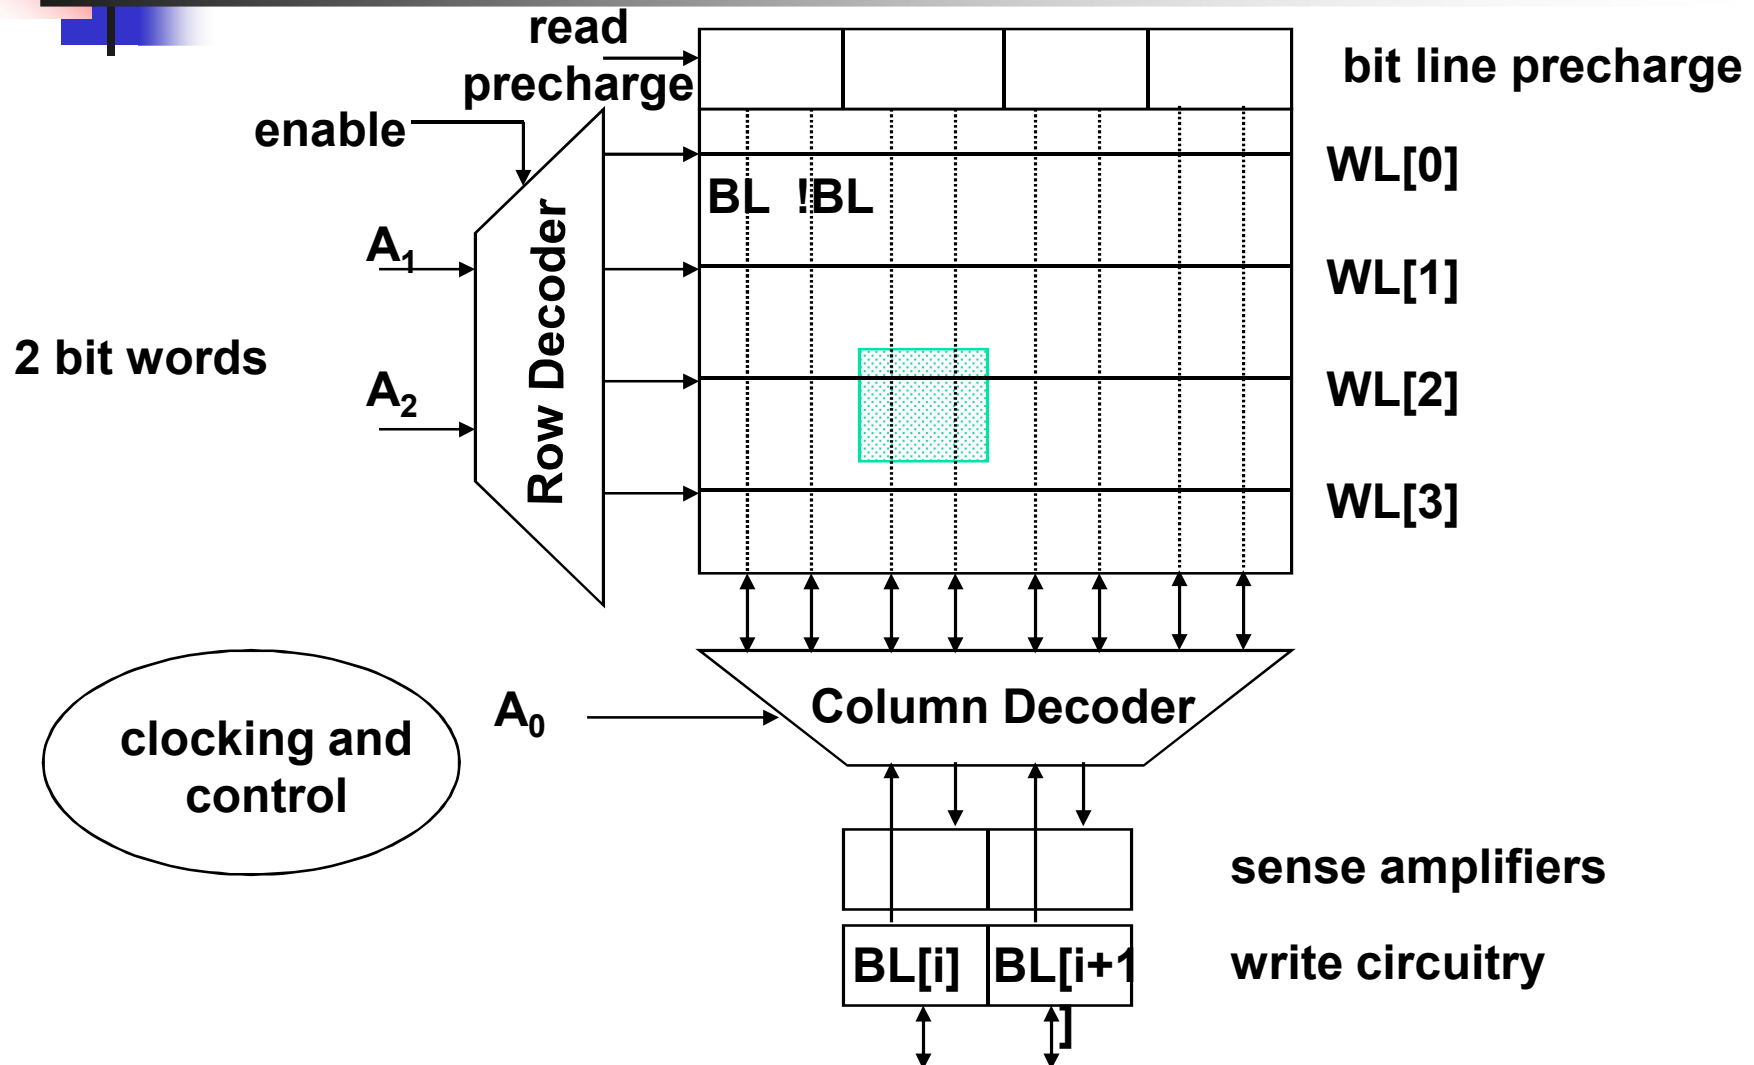 read
precharge
bit line precharge
enable
WL[0]
BL !BL
A1
WL[1]
Row Decoder
2 bit words
A2
WL[2]
WL[3]
clocking and
control
A0
Column Decoder
sense amplifiers
BL[i]
BL[i+1
]
write circuitry